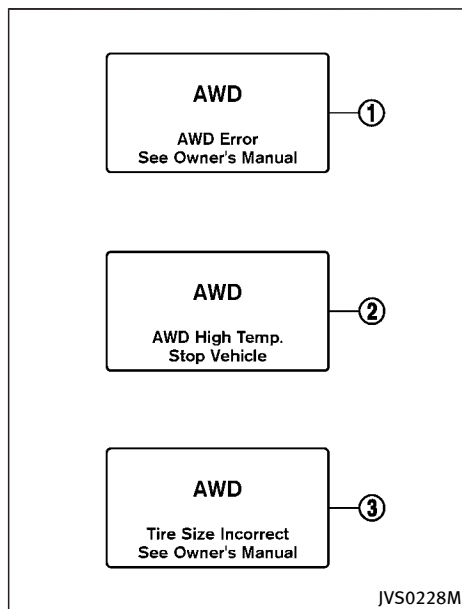 AWD
AWD Error
See Owner's Manual
①
AWD
AWD High Temp.
Stop Vehicle
②
AWD
Tire Size Incorrect
See Owner's Manual
③
JVS0228M